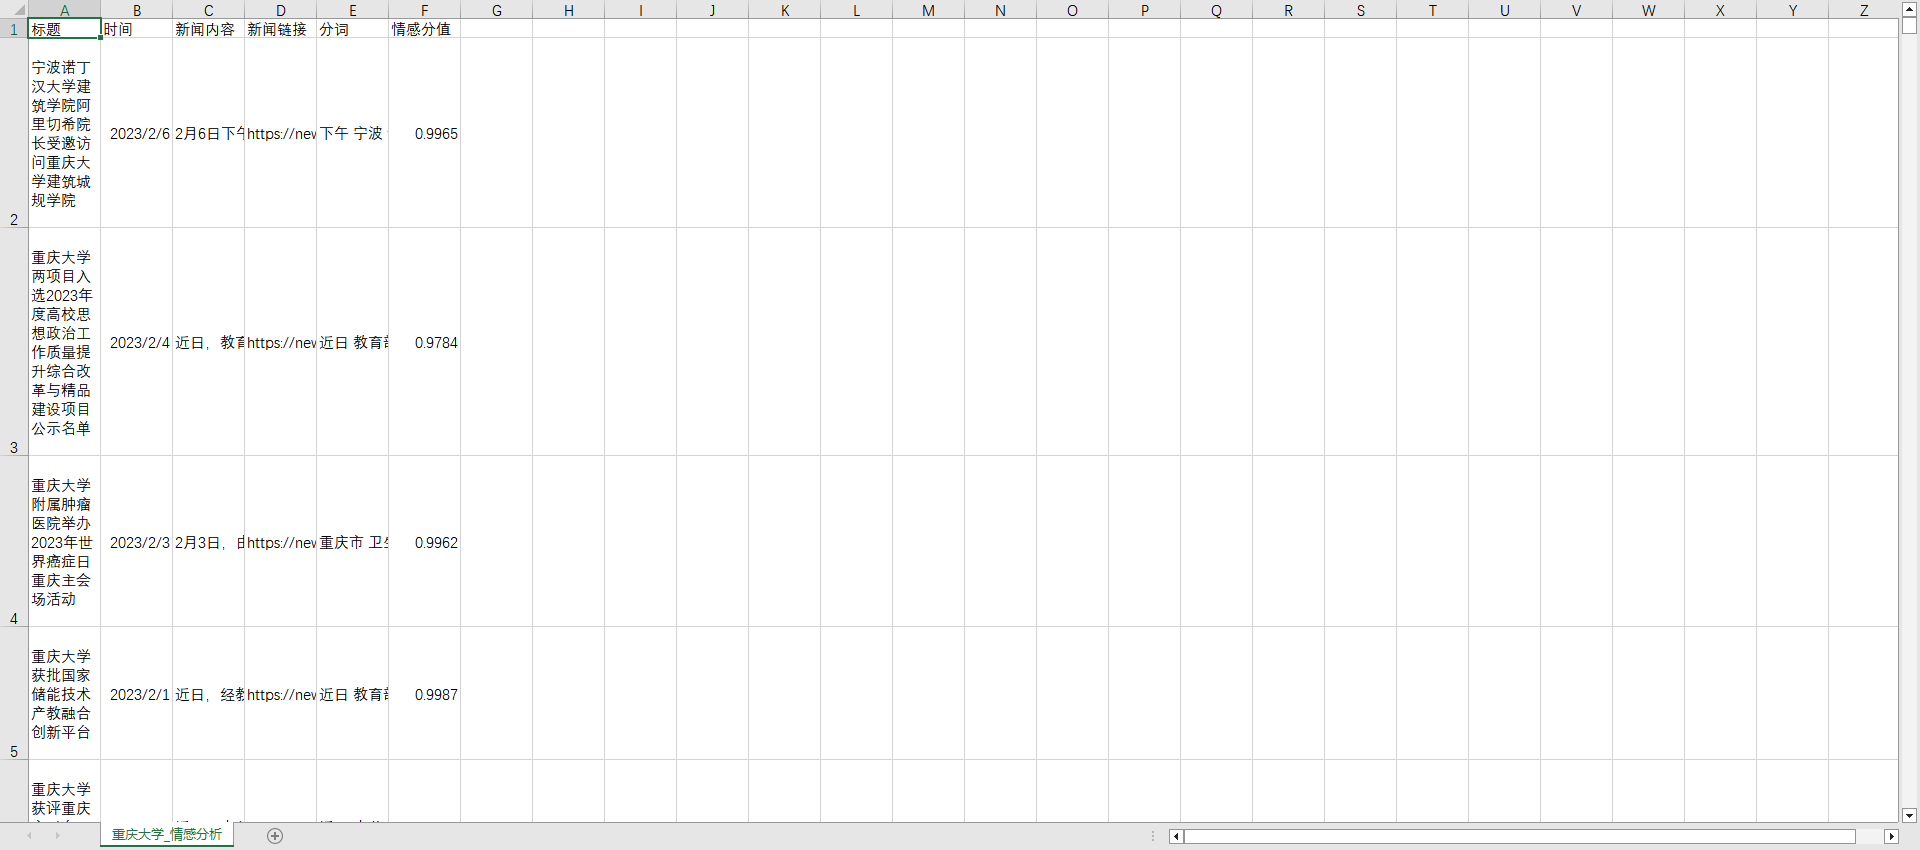 A B C D E F G H I J K L M N O P Q R S T U V W X Y Z
1 标题 时间 新闻内容 新闻链接 分词 情感分值
宁波诺丁
汉大学建
筑学院阿
里切希院
长受邀访
问重庆大
学建筑城
规学院
2 2023/2/6 2月6日下午 https://new 下午 宁波 0.9965
重庆大学
两项目入
选2023年
度高校思
想政治工
作质量提
升综合改
革与精品
建设项目
公示名单
3 2023/2/4 近日，教育 https://new 近日 教育部 0.9784
重庆大学
附属肿瘤
医院举办
2023年世
界癌症日
重庆主会
场活动
4 2023/2/3 2月3日，由 https://new 重庆市 卫生 0.9962
重庆大学
获批国家
储能技术
产教融合
创新平台
5 2023/2/1 近日，经教 https://new 近日 教育部 0.9987
重庆大学
获评重庆
重庆大学_情感分析